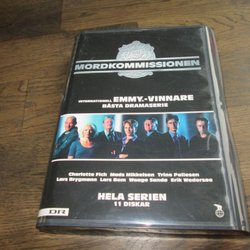 MORDKOMMISSIONEN
INTERNATIONELL EMMY.-VINNARE
BÄSTA DRAMASERIE
Charlotte Fich Mads Mikkelsen Trine Pallesen
Lars Brygmann Lars Bom Waage Sandø Erik Wedersøe
HELA SERIEN
11 DISKAR
DR